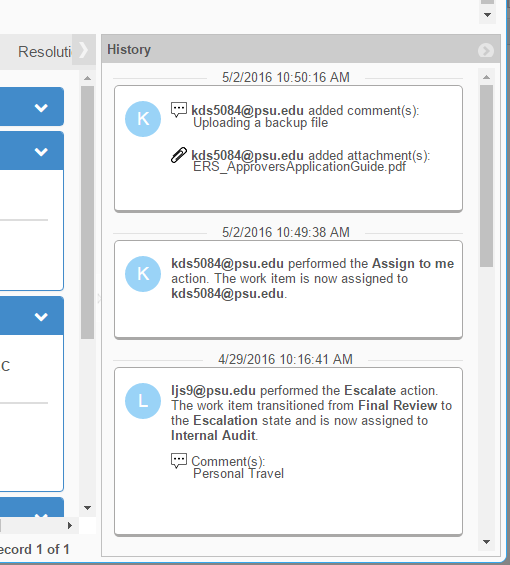 Resoluti
History
5/2/2016 10:50:16 AM
K
kds5084@psu.edu added comment(s):
Uploading a backup file
kds5084@psu.edu added attachment(s):
ERS_ApproversApplicationGuide.pdf
5/2/2016 10:49:38 AM
K
kds5084@psu.edu performed the Assign to me
action. The work item is now assigned to
kds5084@psu.edu.
4/29/2016 10:16:41 AM
L
ljs9@psu.edu performed the Escalate action.
The work item transitioned from Final Review to
the Escalation state and is now assigned to
Internal Audit.
Comment(s):
Personal Travel
C
ecord 1 of 1